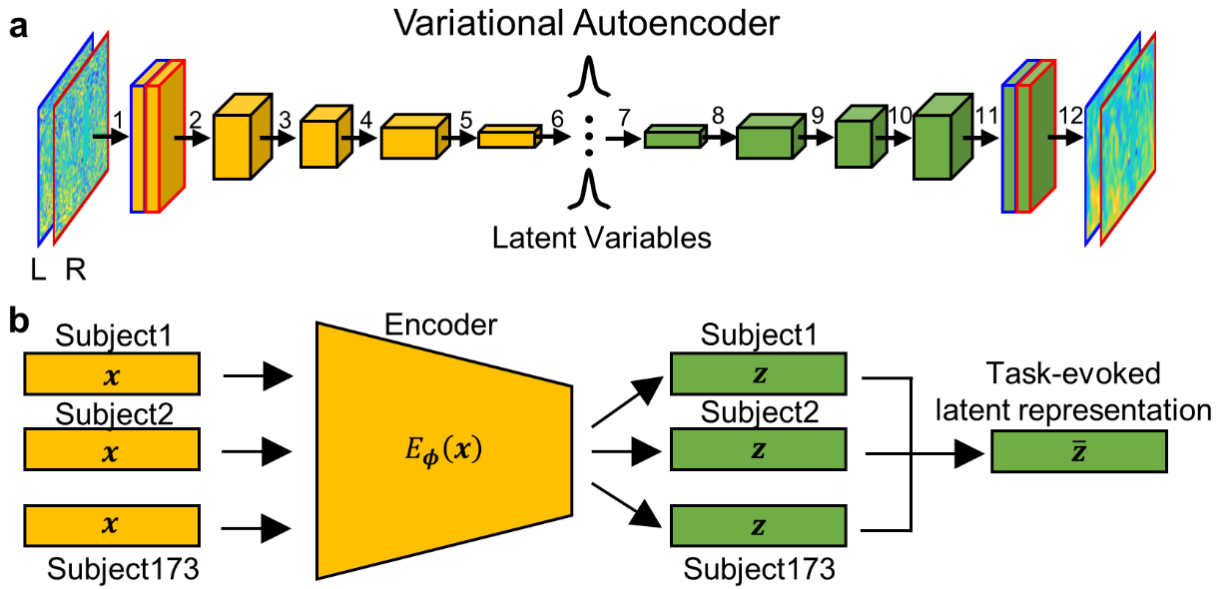 a
Variational Autoencoder
1 2 3 4 5 6 7 8 9 10 11 12
Latent Variables
L R
b
Subject1
x
Subject2
x
x
Subject173
Encoder
E_ϕ(x)
Subject1
z
Subject2
z
z
Subject173
Task-evoked
latent representation
z̄